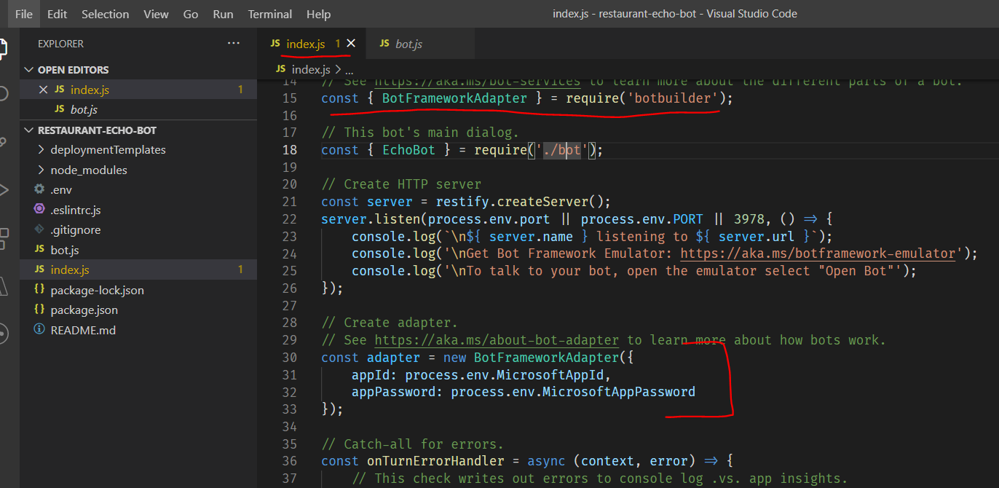 File Edit Selection View Go Run Terminal Help index.js - restaurant-echo-bot - Visual Studio Code
EXPLORER ...
OPEN EDITORS
JS index.js 1
JS bot.js
RESTAURANT-ECHO-BOT
deploymentTemplates
node_modules
.env
.eslintrc.js
.gitignore
JS bot.js
JS index.js 1
{} package-lock.json
{} package.json
README.md
JS index.js 1 JS bot.js
JS index.js > ...
14 // See https://aka.ms/bot-services to learn more about the different parts of a bot.
15 const { BotFrameworkAdapter } = require('botbuilder');
16
17 // This bot's main dialog.
18 const { EchoBot } = require('./bot');
19
20 // Create HTTP server
21 const server = restify.createServer();
22 server.listen(process.env.port || process.env.PORT || 3978, () => {
23 console.log(`\n${ server.name } listening to ${ server.url }`);
24 console.log('\nGet Bot Framework Emulator: https://aka.ms/botframework-emulator');
25 console.log('\nTo talk to your bot, open the emulator select "Open Bot"');
26 });
27
28 // Create adapter.
29 // See https://aka.ms/about-bot-adapter to learn more about how bots work.
30 const adapter = new BotFrameworkAdapter({
31 appId: process.env.MicrosoftAppId,
32 appPassword: process.env.MicrosoftAppPassword
33 });
34
35 // Catch-all for errors.
36 const onTurnErrorHandler = async (context, error) => {
37 // This check writes out errors to console log .vs. app insights.